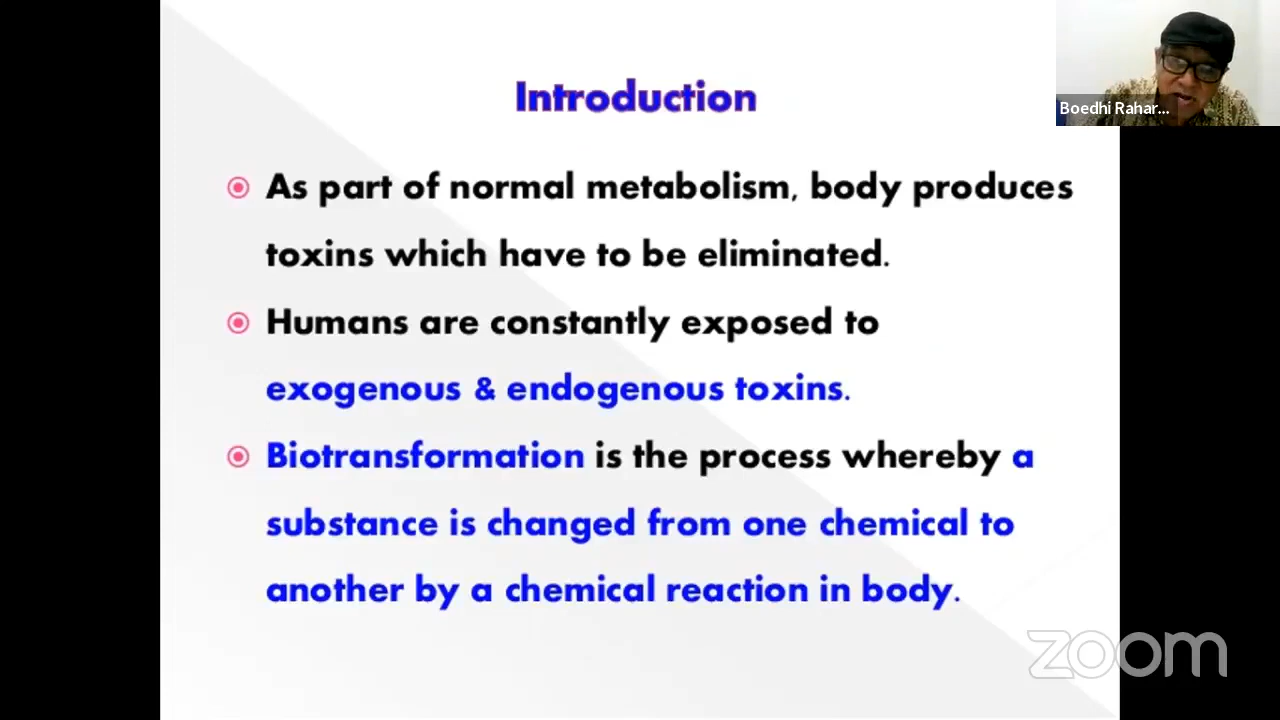 Introduction
Boedhi Rahar...
As part of normal metabolism, body produces
toxins which have to be eliminated.
Humans are constantly exposed to
exogenous & endogenous toxins.
Biotransformation is the process whereby a
substance is changed from one chemical to
another by a chemical reaction in body.
zoom